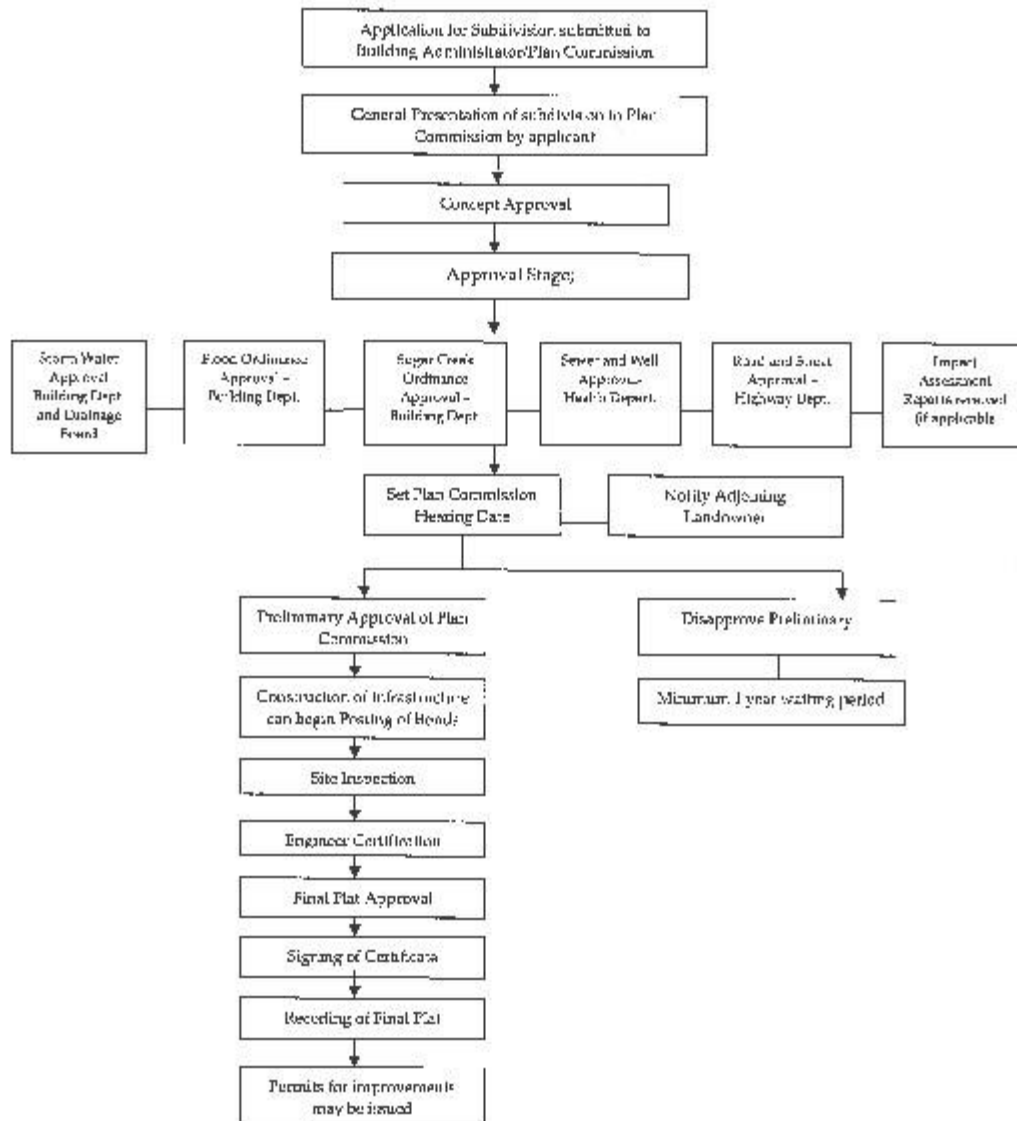 Application for Subdivision submitted to
Building Administrator/Plan Commission
General Presentation of subdivision to Plan
Commission by applicant
Concept Approval
Approval Stage;
Storm Water
Approval
Building Dept
and Drainage
Board
Flood Ordinance
Approval –
Building Dept.
Sugar Creek
Ordinance
Approval –
Building Dept
Sewer and Well
Approval-
Health Depart.
Road and Street
Approval –
Highway Dept.
Impact
Assessment
Reports received
(if applicable
Set Plan Commission
Hearing Date
Notify Adjoining
Landowner
Preliminary Approval of Plan
Commission
Disapprove Preliminary
Construction of Infrastructure
can begin Posting of Bonds
Minimum 1 year waiting period
Site Inspection
Engineer Certification
Final Plat Approval
Signing of Certificate
Recording of Final Plat
Permits for improvements
may be issued